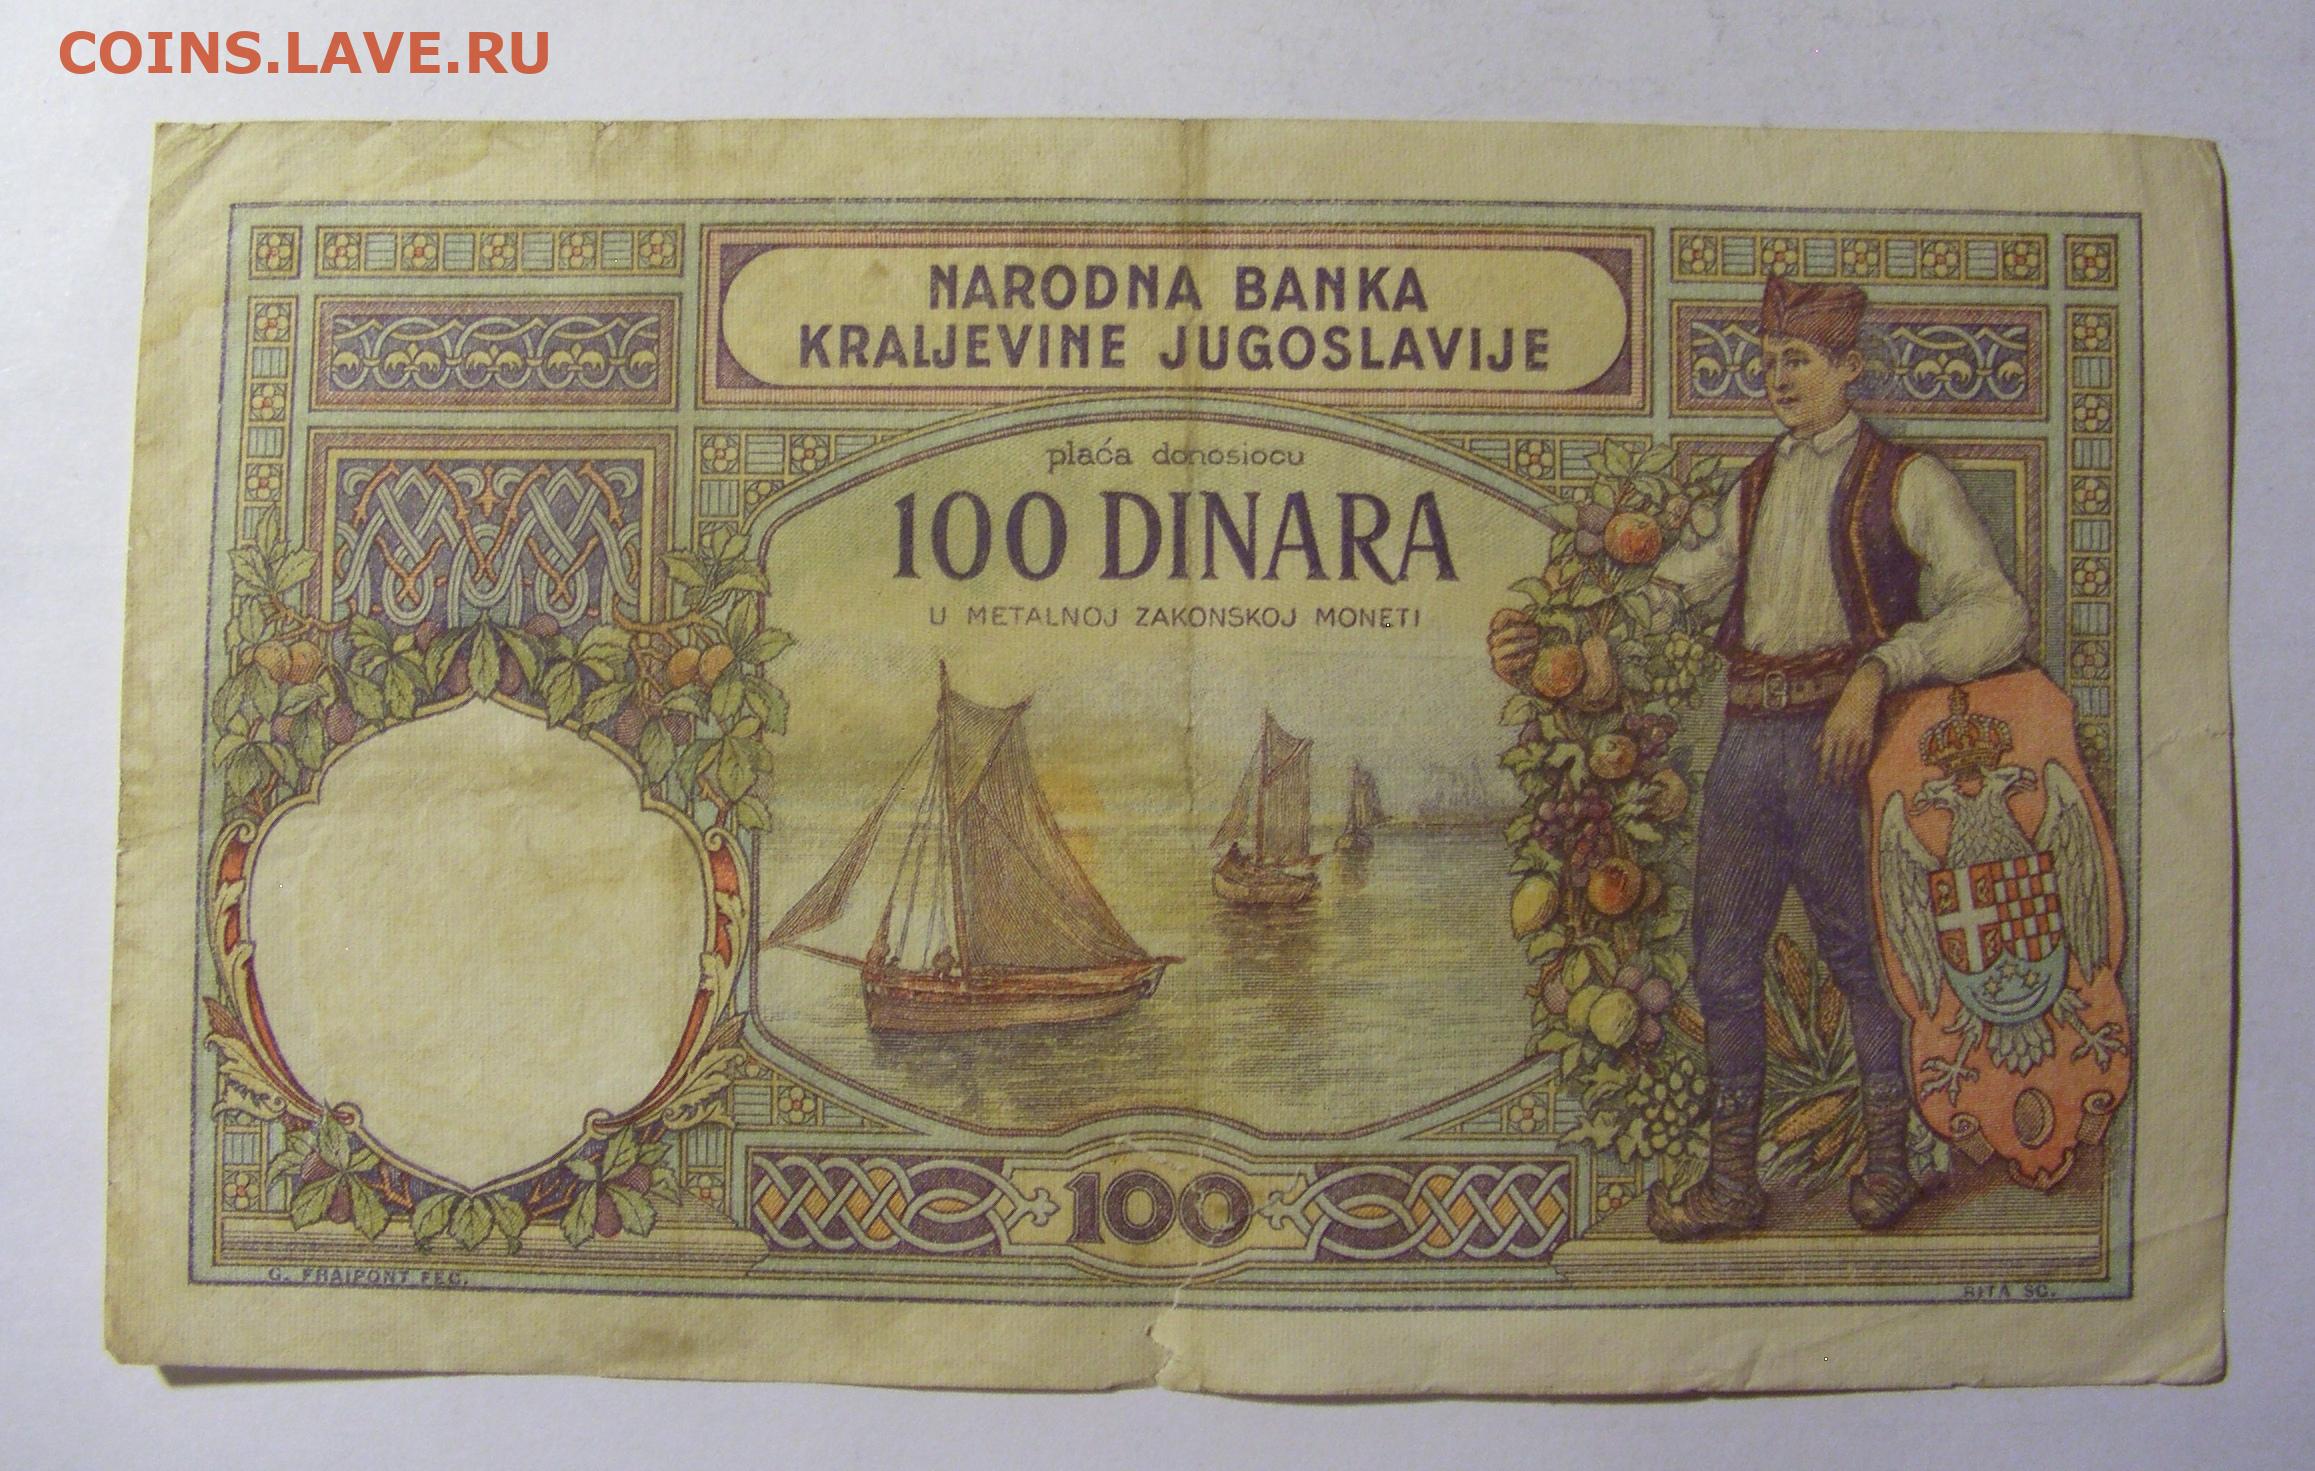 COINS.LAVE.RU
NARODNA BANKA
KRALJEVINE JUGOSLAVIJE
plaća donosiocu
100 DINARA
U METALNOJ ZAKONSKOJ MONETI
100
G. FRAIPONT FEC.
RITA SC.